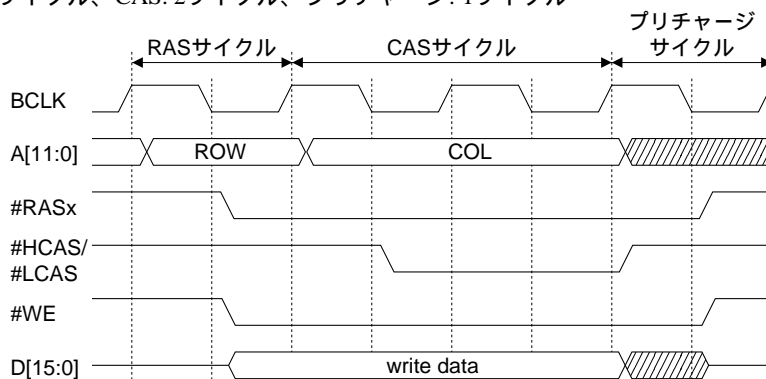 イクル、CAS: 2サイクル、プリチャージ: 1サイクル
プリチャージ
RASサイクル CASサイクル サイクル
BCLK
A[11:0] ROW COL
#RASx
#HCAS/
#LCAS
#WE
D[15:0] write data